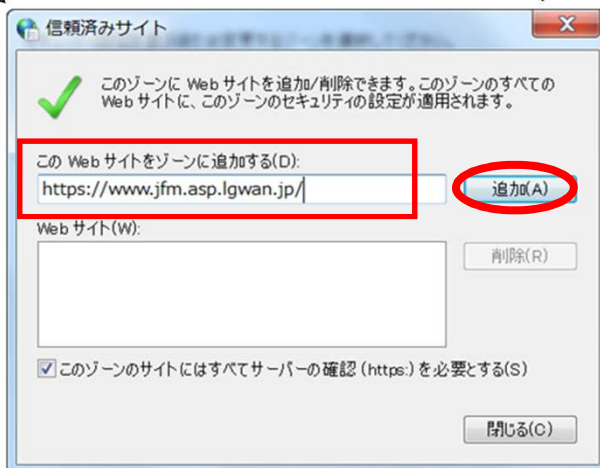 信頼済みサイト
このゾーンに Web サイトを追加/削除できます。このゾーンのすべての
Web サイトに、このゾーンのセキュリティの設定が適用されます。
この Web サイトをゾーンに追加する(D):
https://www.jfm.asp.lgwan.jp/
追加(A)
Web サイト(W):
削除(R)
このゾーンのサイトにはすべてサーバーの確認 (https:) を必要とする(S)
閉じる(C)